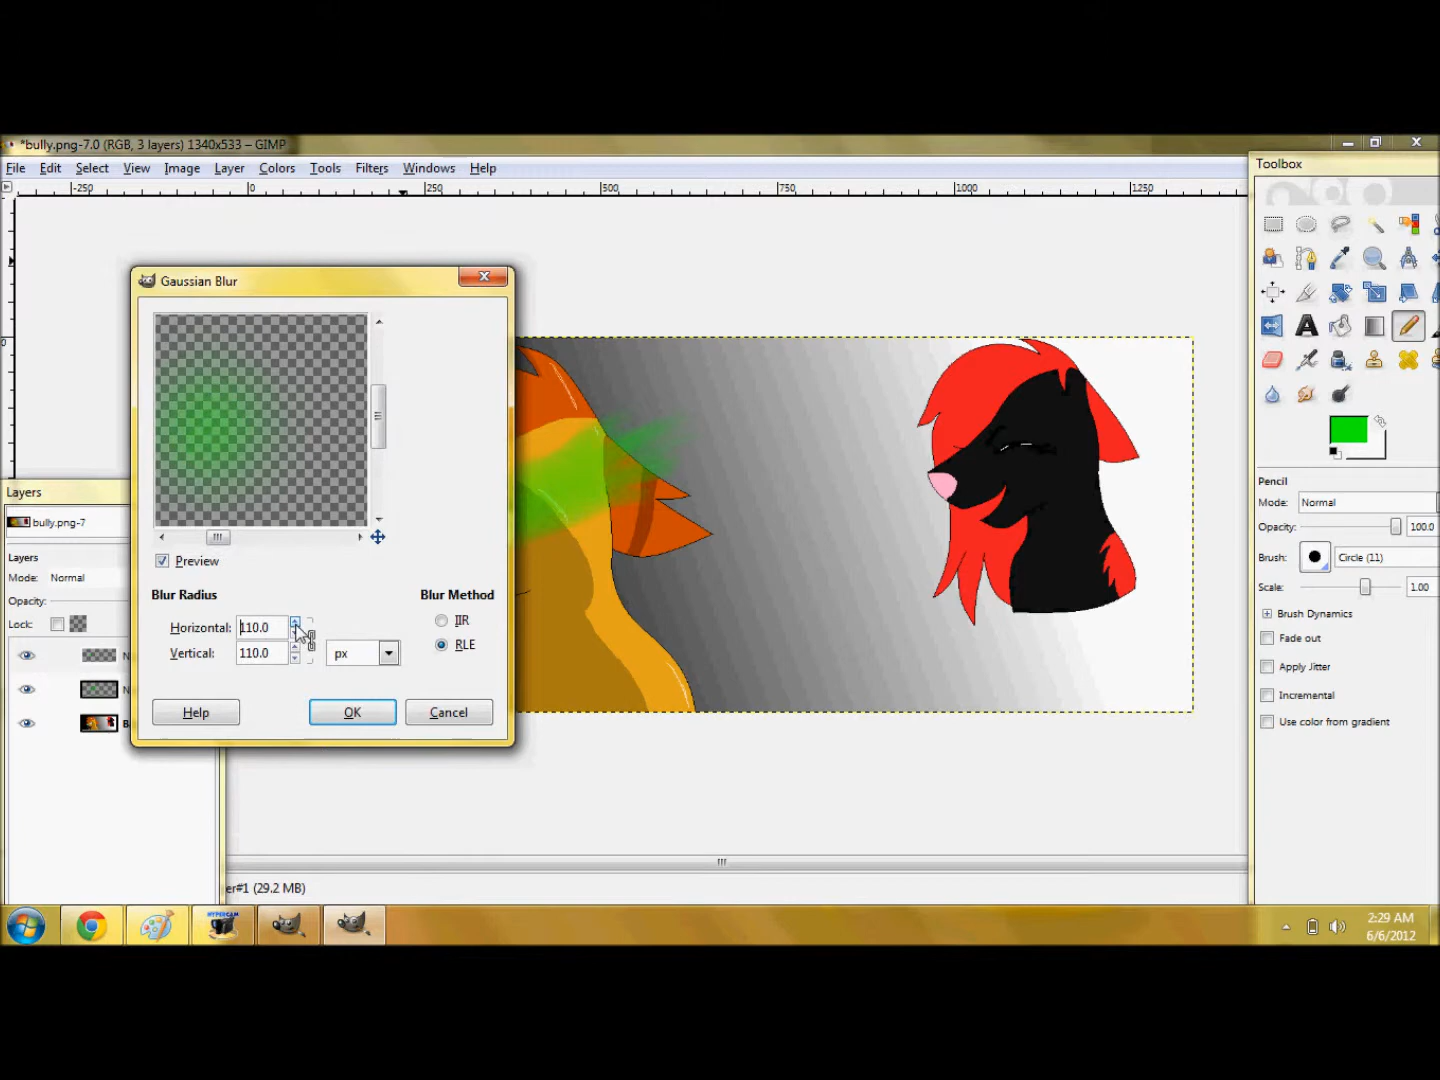 *bully.png-7.0 (RGB, 3 layers) 1340x533 – GIMP
File Edit Select View Image Layer Colors Tools Filters Windows Help
-250 0 250 500 750 1000 1250
Gaussian Blur
Preview
Blur Radius
Blur Method
Horizontal: 110.0
IIR
Vertical: 110.0
px
RLE
Help OK Cancel
Layers
bully.png-7
Layers
Mode: Normal
Opacity:
Lock:
er#1 (29.2 MB)
Toolbox
Pencil
Mode: Normal
Opacity: 100.0
Brush: Circle (11)
Scale: 1.00
Brush Dynamics
Fade out
Apply Jitter
Incremental
Use color from gradient
HYPERCAM
2:29 AM
6/6/2012